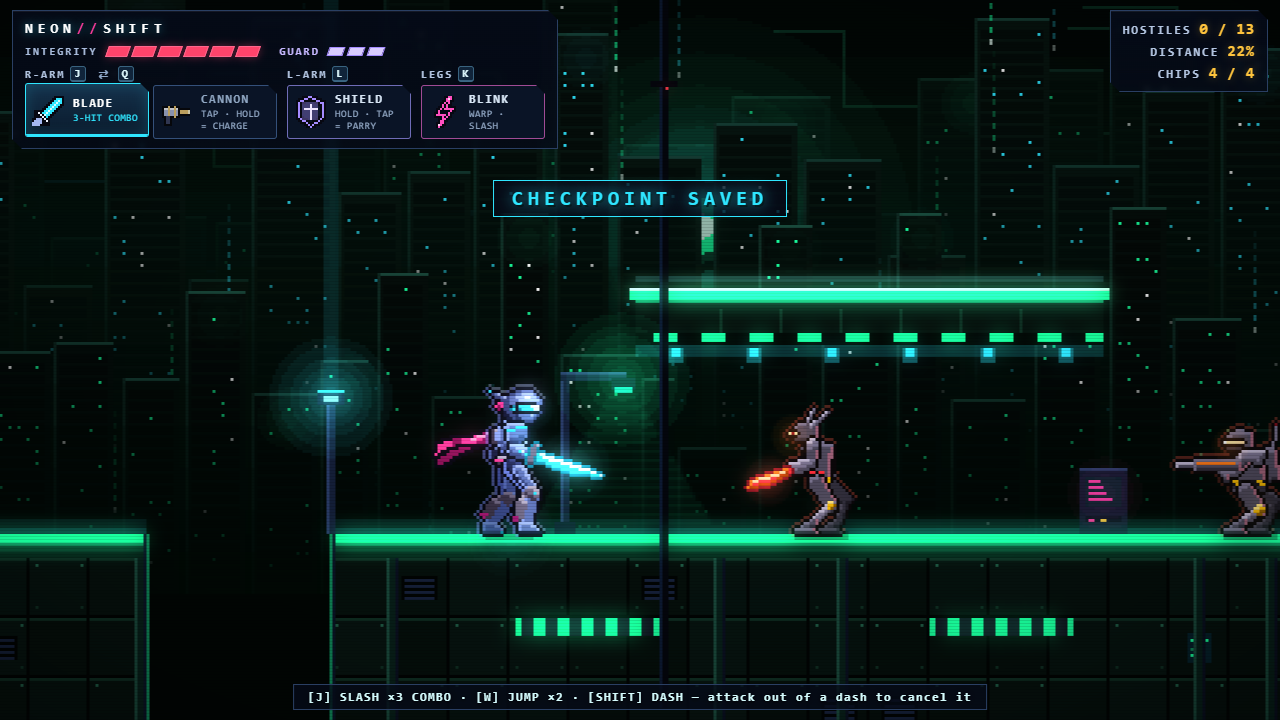 NEON//SHIFT
INTEGRITY GUARD
R-ARM J ⇄ Q L-ARM L LEGS K
BLADE
3-HIT COMBO
CANNON
TAP · HOLD
= CHARGE
SHIELD
HOLD · TAP
= PARRY
BLINK
WARP ·
SLASH
HOSTILES 0 / 13
DISTANCE 22%
CHIPS 4 / 4
CHECKPOINT SAVED
[J] SLASH ×3 COMBO · [W] JUMP ×2 · [SHIFT] DASH — attack out of a dash to cancel it